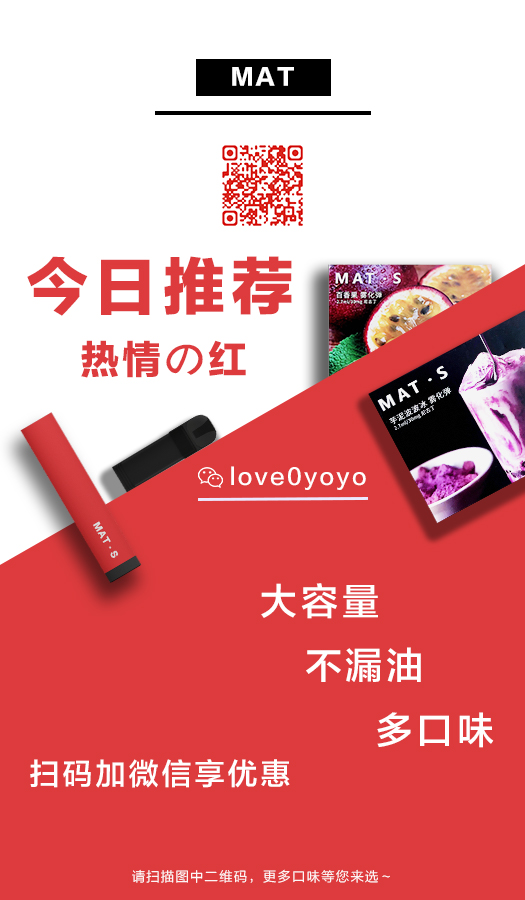 MAT
今日推荐
热情の红
MAT · S
百香果 雾化弹
MAT · S
芋泥波波冰 雾化弹
love0yoyo
MAT · S
大容量
不漏油
多口味
扫码加微信享优惠
请扫描图中二维码，更多口味等您来选~